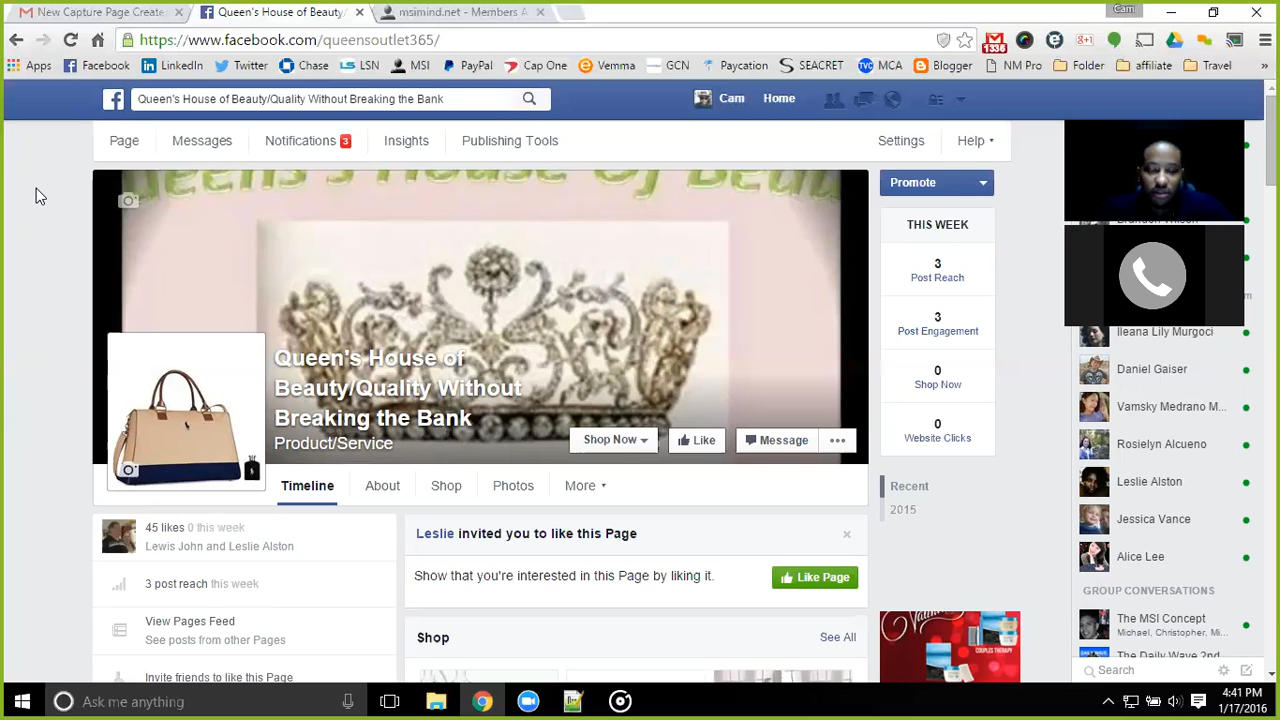 New Capture Page Create
Queen's House of Beauty/
msimind.net - Members A
Cam
https://www.facebook.com/queensoutlet365/
1336
Apps
Facebook
LinkedIn
Twitter
Chase
LSN
MSI
PayPal
Cap One
Vemma
GCN
Paycation
SEACRET
MCA
Blogger
NM Pro
Folder
affiliate
Travel
»
Queen's House of Beauty/Quality Without Breaking the Bank
Cam
Home
Page
Messages
Notifications 3
Insights
Publishing Tools
Settings
Help
Queens's House Of Beau
Promote
THIS WEEK
3
Post Reach
3
Post Engagement
0
Shop Now
0
Website Clicks
Recent
2015
Queen's House of
Beauty/Quality Without
Breaking the Bank
Product/Service
Shop Now
Like
Message
•••
Timeline
About
Shop
Photos
More
45 likes 0 this week
Lewis John and Leslie Alston
3 post reach this week
View Pages Feed
See posts from other Pages
Invite friends to like this Page
Leslie invited you to like this Page
Show that you're interested in this Page by liking it.
Like Page
Shop
See All
COUPLES THERAPY
Ileana Lily Murgoci
Daniel Gaiser
Vamsky Medrano M...
Rosielyn Alcueno
Leslie Alston
Jessica Vance
Alice Lee
GROUP CONVERSATIONS
The MSI Concept
Michael, Christopher, Mi...
The Daily Wave 2nd
Search
Ask me anything
4:41 PM
1/17/2016